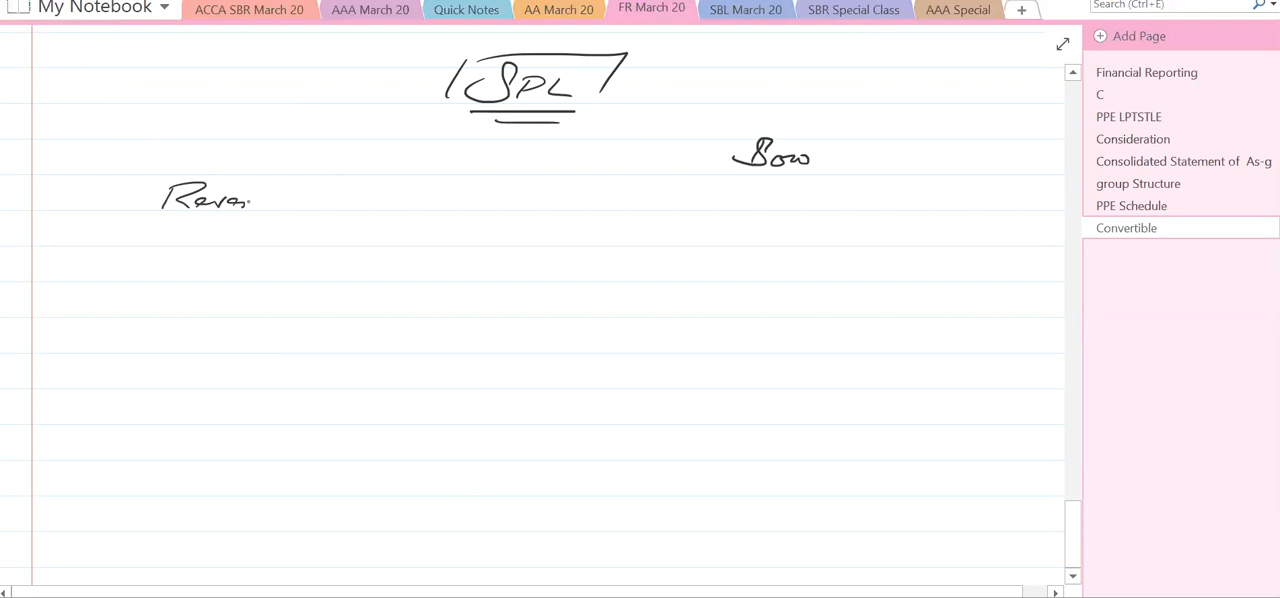 My Notebook
ACCA SBR March 20
AAA March 20
Quick Notes
AA March 20
FR March 20
SBL March 20
SBR Special Class
AAA Special
Search (Ctrl+E)
Add Page
SPL
$000
Reve
Financial Reporting
C
PPE LPTSTLE
Consideration
Consolidated Statement of As-g
group Structure
PPE Schedule
Convertible